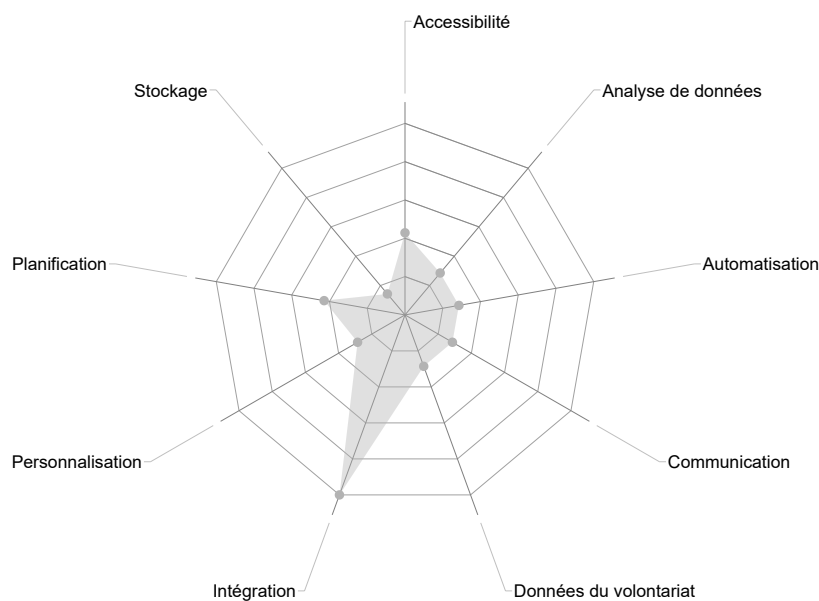 Accessibilité
Stockage
Analyse de données
Planification
Automatisation
Personnalisation
Communication
Intégration
Données du volontariat